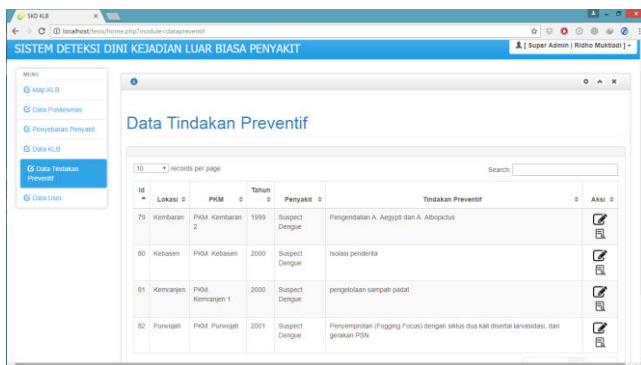 SKD KLB
localhost/tesis/home.php?module=datapreventif
SISTEM DETEKSI DINI KEJADIAN LUAR BIASA PENYAKIT
[ Super Admin | Ridho Muktiadi ]
MENU
Map KLB
Data Puskesmas
Penyebaran Penyakit
Data KLB
Data Tindakan
Preventif
Data User
Data Tindakan Preventif
10 records per page
Search:
Id Lokasi PKM Tahun Penyakit Tindakan Preventif Aksi
79 Kembaran PKM. Kembaran 2 1999 Suspect Dengue Pengendalian A. Aegypti dan A. Albopictus
80 Kebasen PKM. Kebasen 2000 Suspect Dengue Isolasi penderita
81 Kemranjen PKM. Kemranjen 1 2000 Suspect Dengue pengelolaan sampah padat
82 Purwojati PKM. Purwojati 2001 Suspect Dengue Penyemprotan (Fogging Focus) dengan siklus dua kali disertai larvasidasi, dan
gerakan PSN